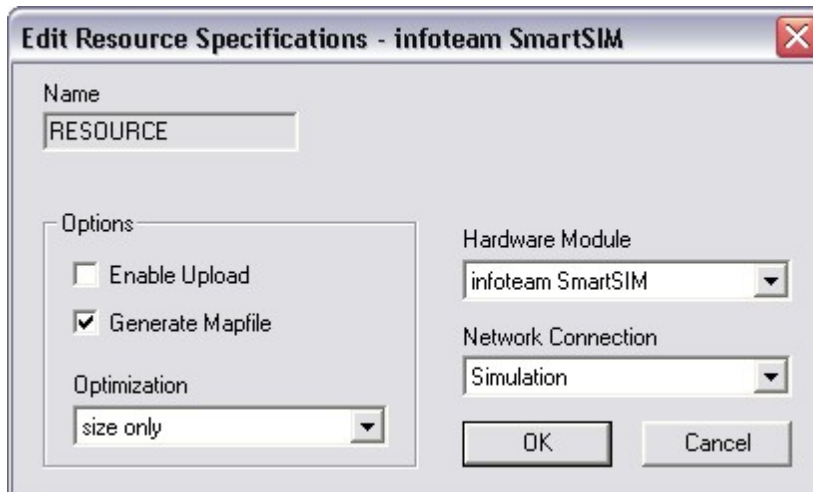 Edit Resource Specifications - infoteam SmartSIM
Name
RESOURCE
Options
Enable Upload
Generate Mapfile
Optimization
size only
Hardware Module
infoteam SmartSIM
Network Connection
Simulation
OK
Cancel